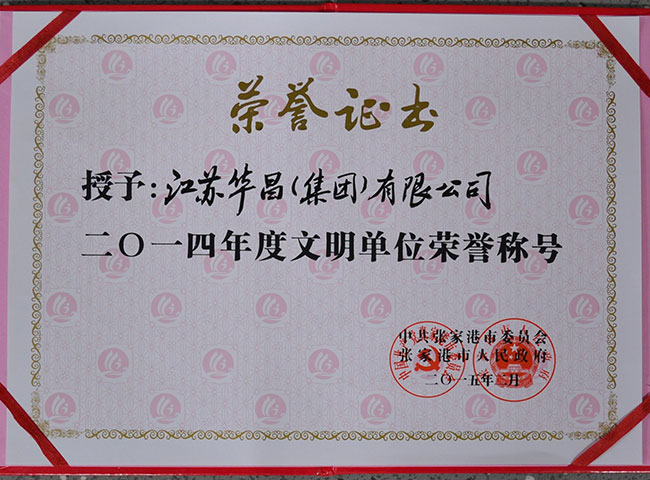 荣誉证书
授予:江苏华昌(集团)有限公司
二〇一四年度文明单位荣誉称号
中共张家港市委员会
张家港市人民政府
二〇一五年二月